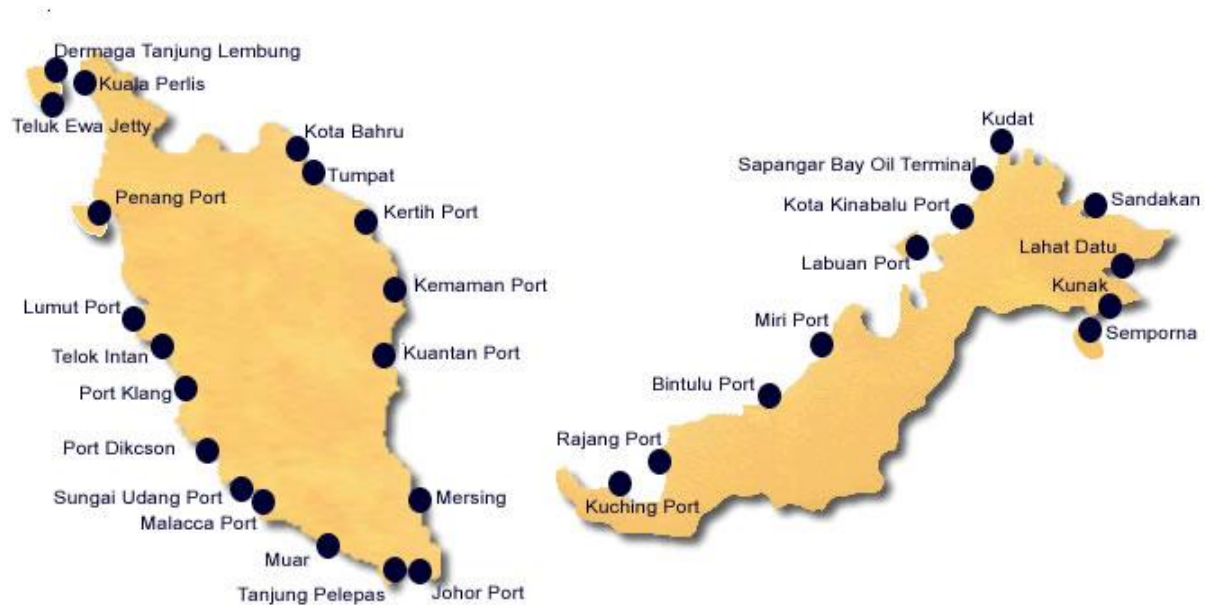 Dermaga Tanjung Lembung
Kuala Perlis
Teluk Ewa Jetty
Kota Bahru
Tumpat
Penang Port
Kertih Port
Kemaman Port
Lumut Port
Telok Intan
Kuantan Port
Port Klang
Port Dikcson
Sungai Udang Port
Mersing
Malacca Port
Muar
Tanjung Pelepas
Johor Port
Kudat
Sapangar Bay Oil Terminal
Kota Kinabalu Port
Sandakan
Lahat Datu
Labuan Port
Kunak
Miri Port
Semporna
Bintulu Port
Rajang Port
Kuching Port